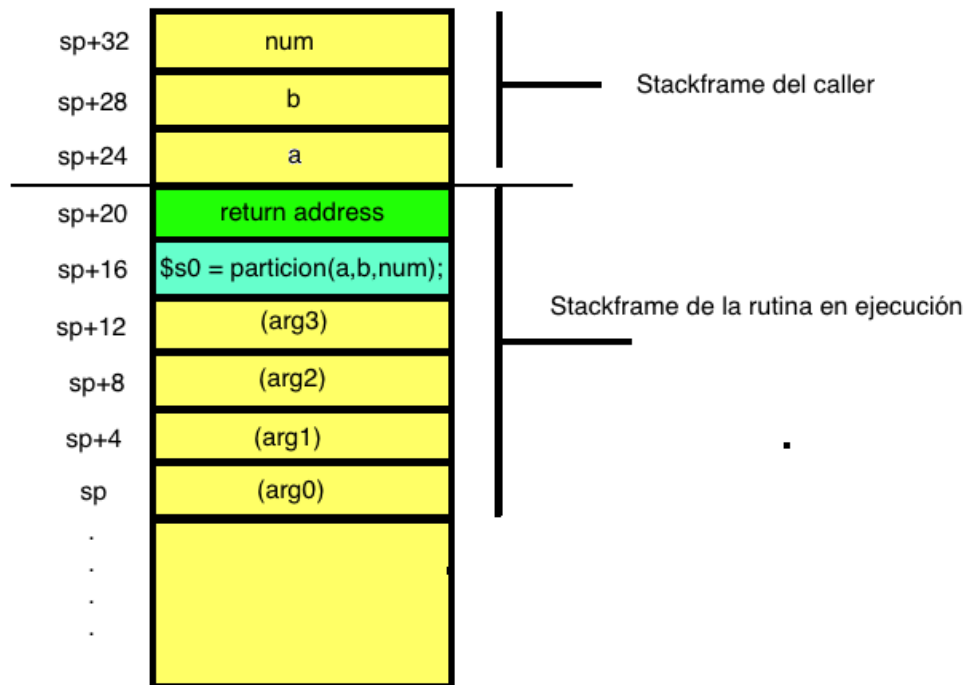 sp+32 num
Stackframe del caller
sp+28 b
sp+24 a
sp+20 return address
sp+16 $s0 = particion(a,b,num);
Stackframe de la rutina en ejecución
sp+12 (arg3)
sp+8 (arg2)
sp+4 (arg1)
sp (arg0)
.
.
.
.